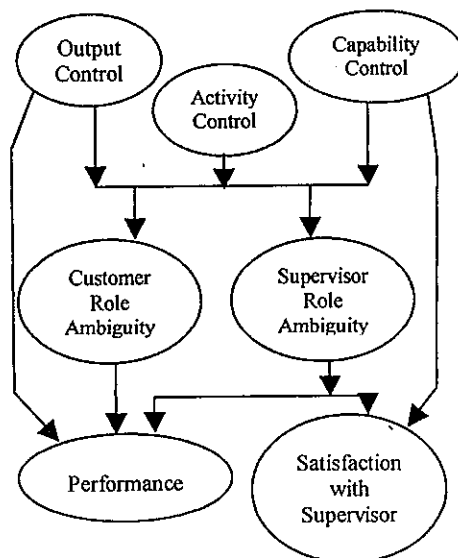 Output
Control
Capability
Control
Activity
Control
Customer
Role
Ambiguity
Supervisor
Role
Ambiguity
Performance
Satisfaction
with
Supervisor